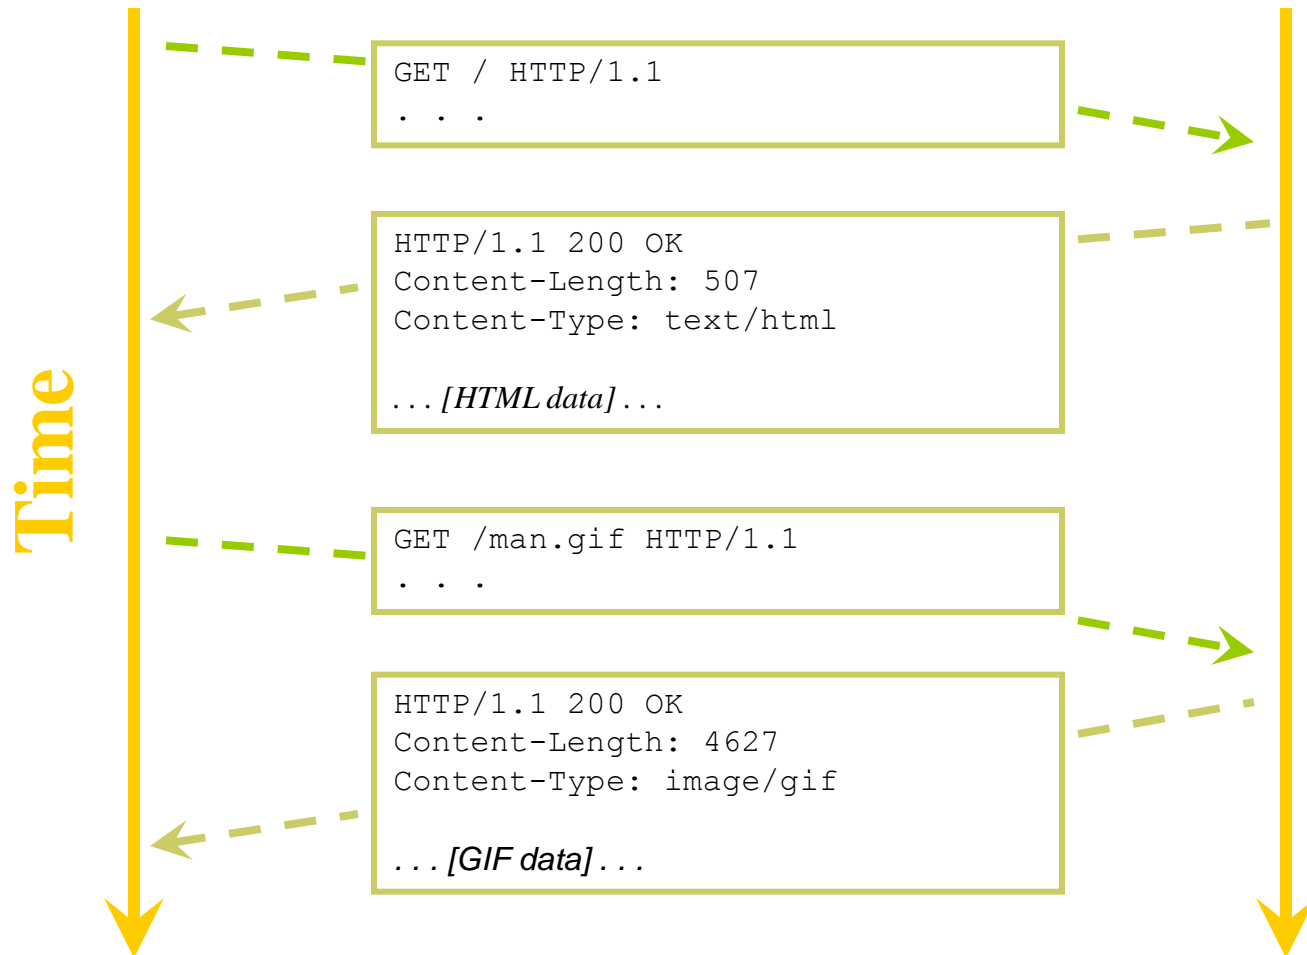 GET / HTTP/1.1
. . .
HTTP/1.1 200 OK
Content-Length: 507
Content-Type: text/html
. . . [HTML data] . . .
Time
GET /man.gif HTTP/1.1
. . .
HTTP/1.1 200 OK
Content-Length: 4627
Content-Type: image/gif
. . . [GIF data] . . .